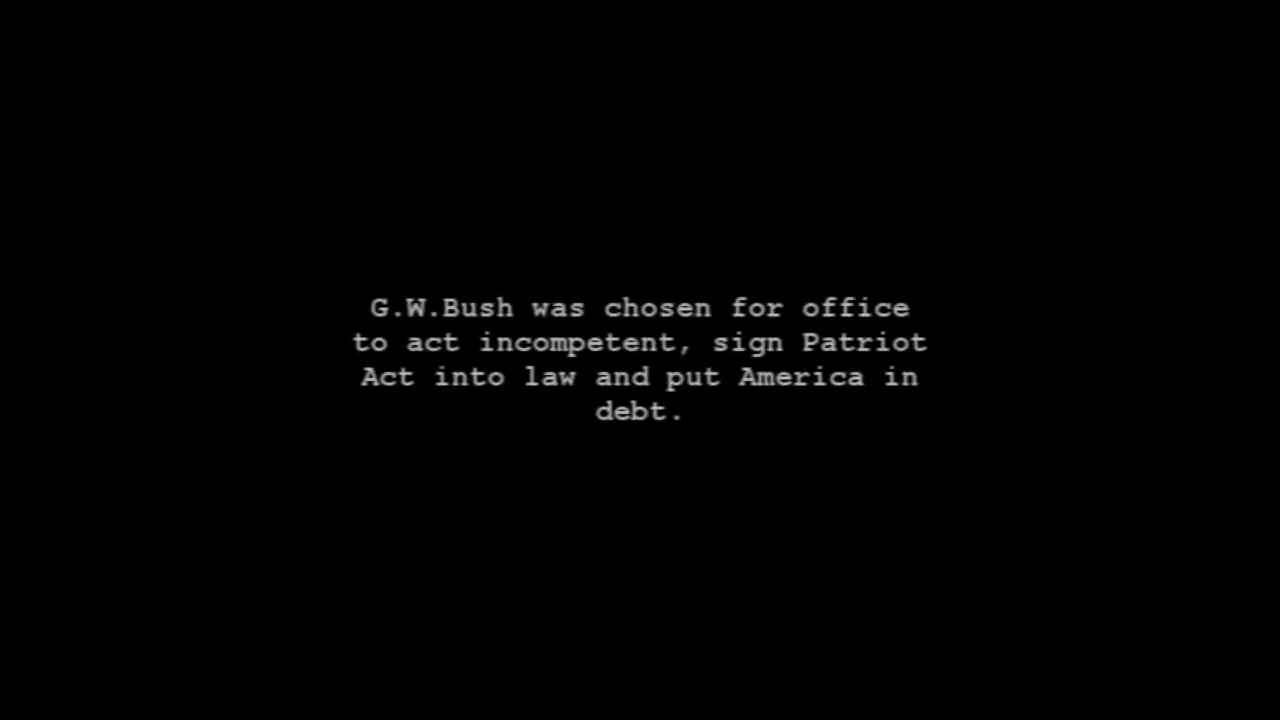 G.W.Bush was chosen for office
to act incompetent, sign Patriot
Act into law and put America in
debt.